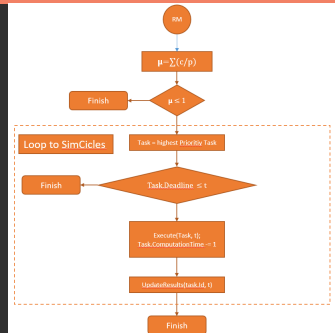 RM
μ=∑(c/p)
Finish
μ ≤ 1
Loop to SimCicles
Task = highest Prioritiy Task
Finish
Task.Deadline ≤ t
Execute(Task, t);
Task.ComputationTime -= 1
UpdateResults(task.Id, t)
Finish